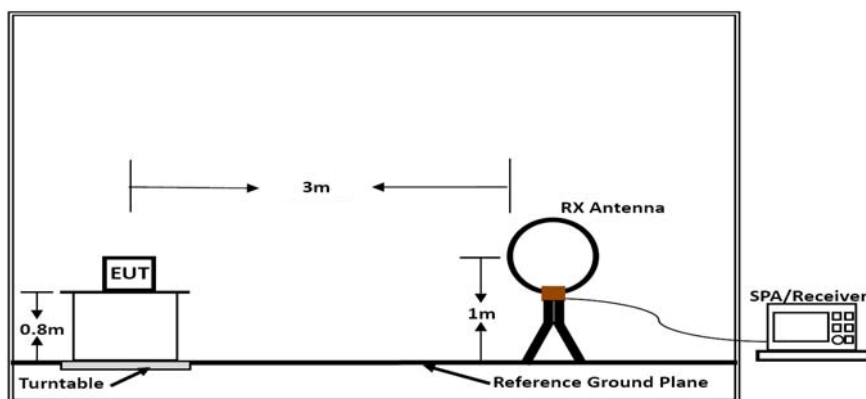 3m
RX Antenna
EUT
SPA/Receiver
0.8m
1m
Turntable
Reference Ground Plane